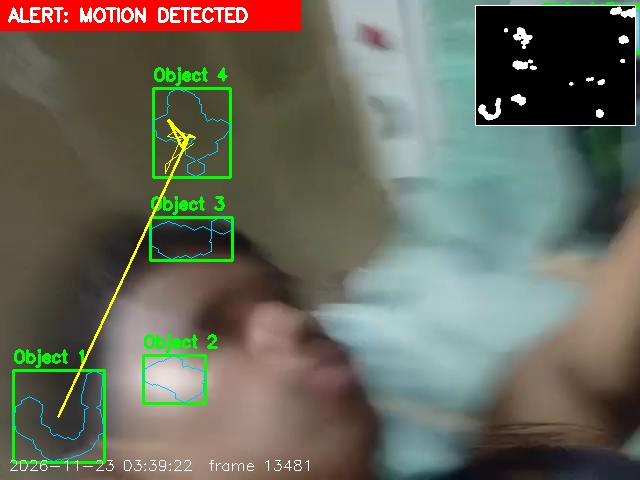 ALERT: MOTION DETECTED
Object 4
Object 3
Object 2
Object 1
2026-11-23 03:39:22 frame 13481